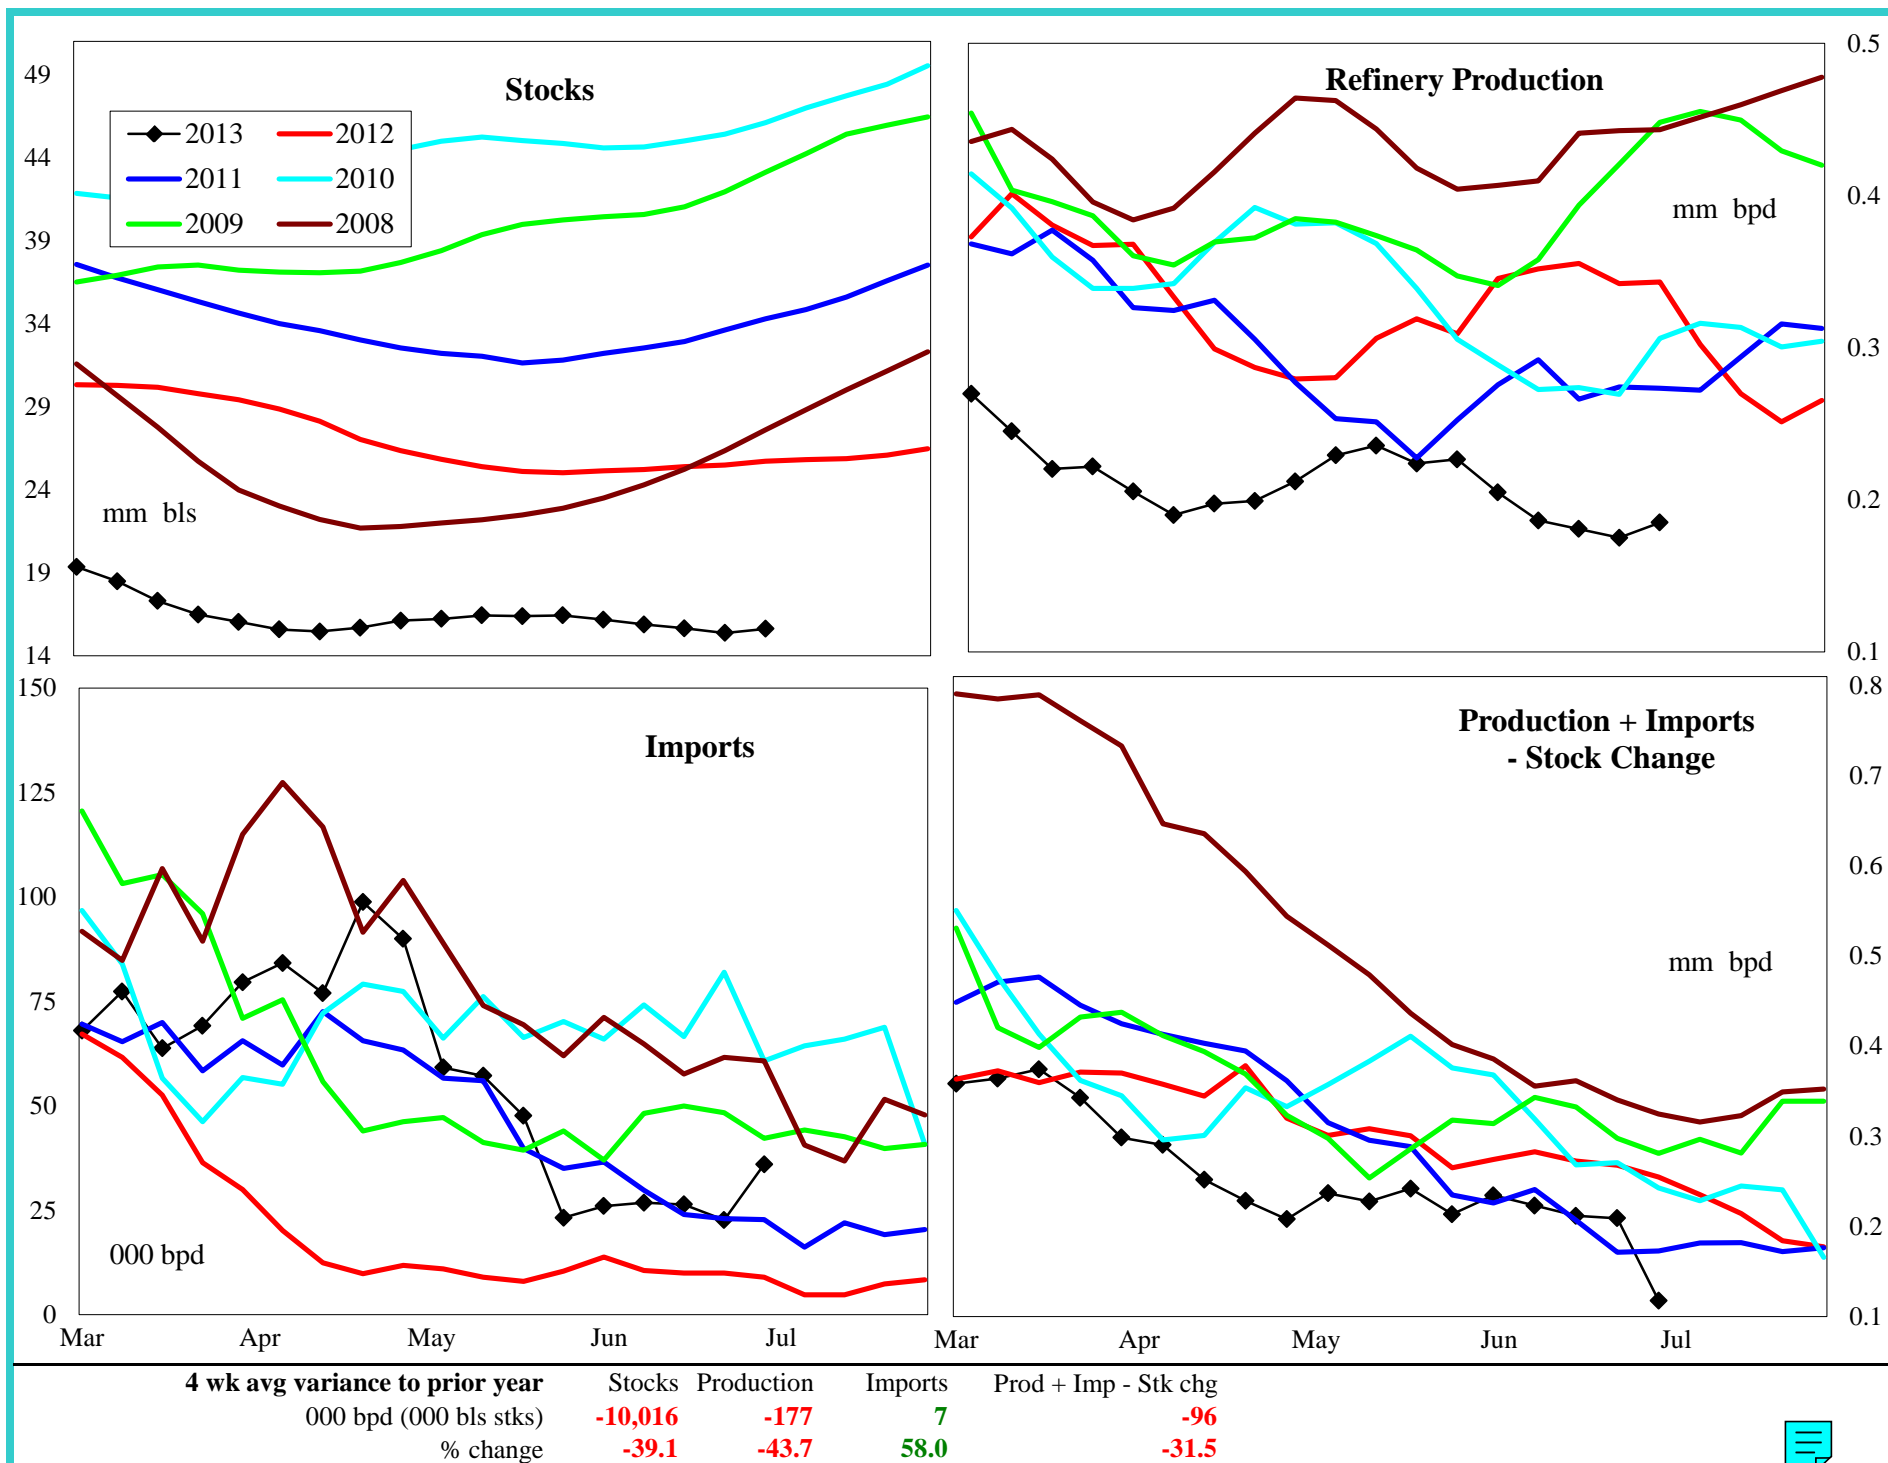 Stocks
49
44
39
34
29
24
19
14
2013 2012
2011 2010
2009 2008
mm bls
Refinery Production
mm bpd
0.5
0.4
0.3
0.2
0.1
Imports
150
125
100
75
50
25
0
000 bpd
Mar Apr May Jun Jul
Production + Imports
- Stock Change
mm bpd
0.8
0.7
0.6
0.5
0.4
0.3
0.2
0.1
Mar Apr May Jun Jul
4 wk avg variance to prior year Stocks Production Imports Prod + Imp - Stk chg
000 bpd (000 bls stks) -10,016 -177 7 -96
% change -39.1 -43.7 58.0 -31.5